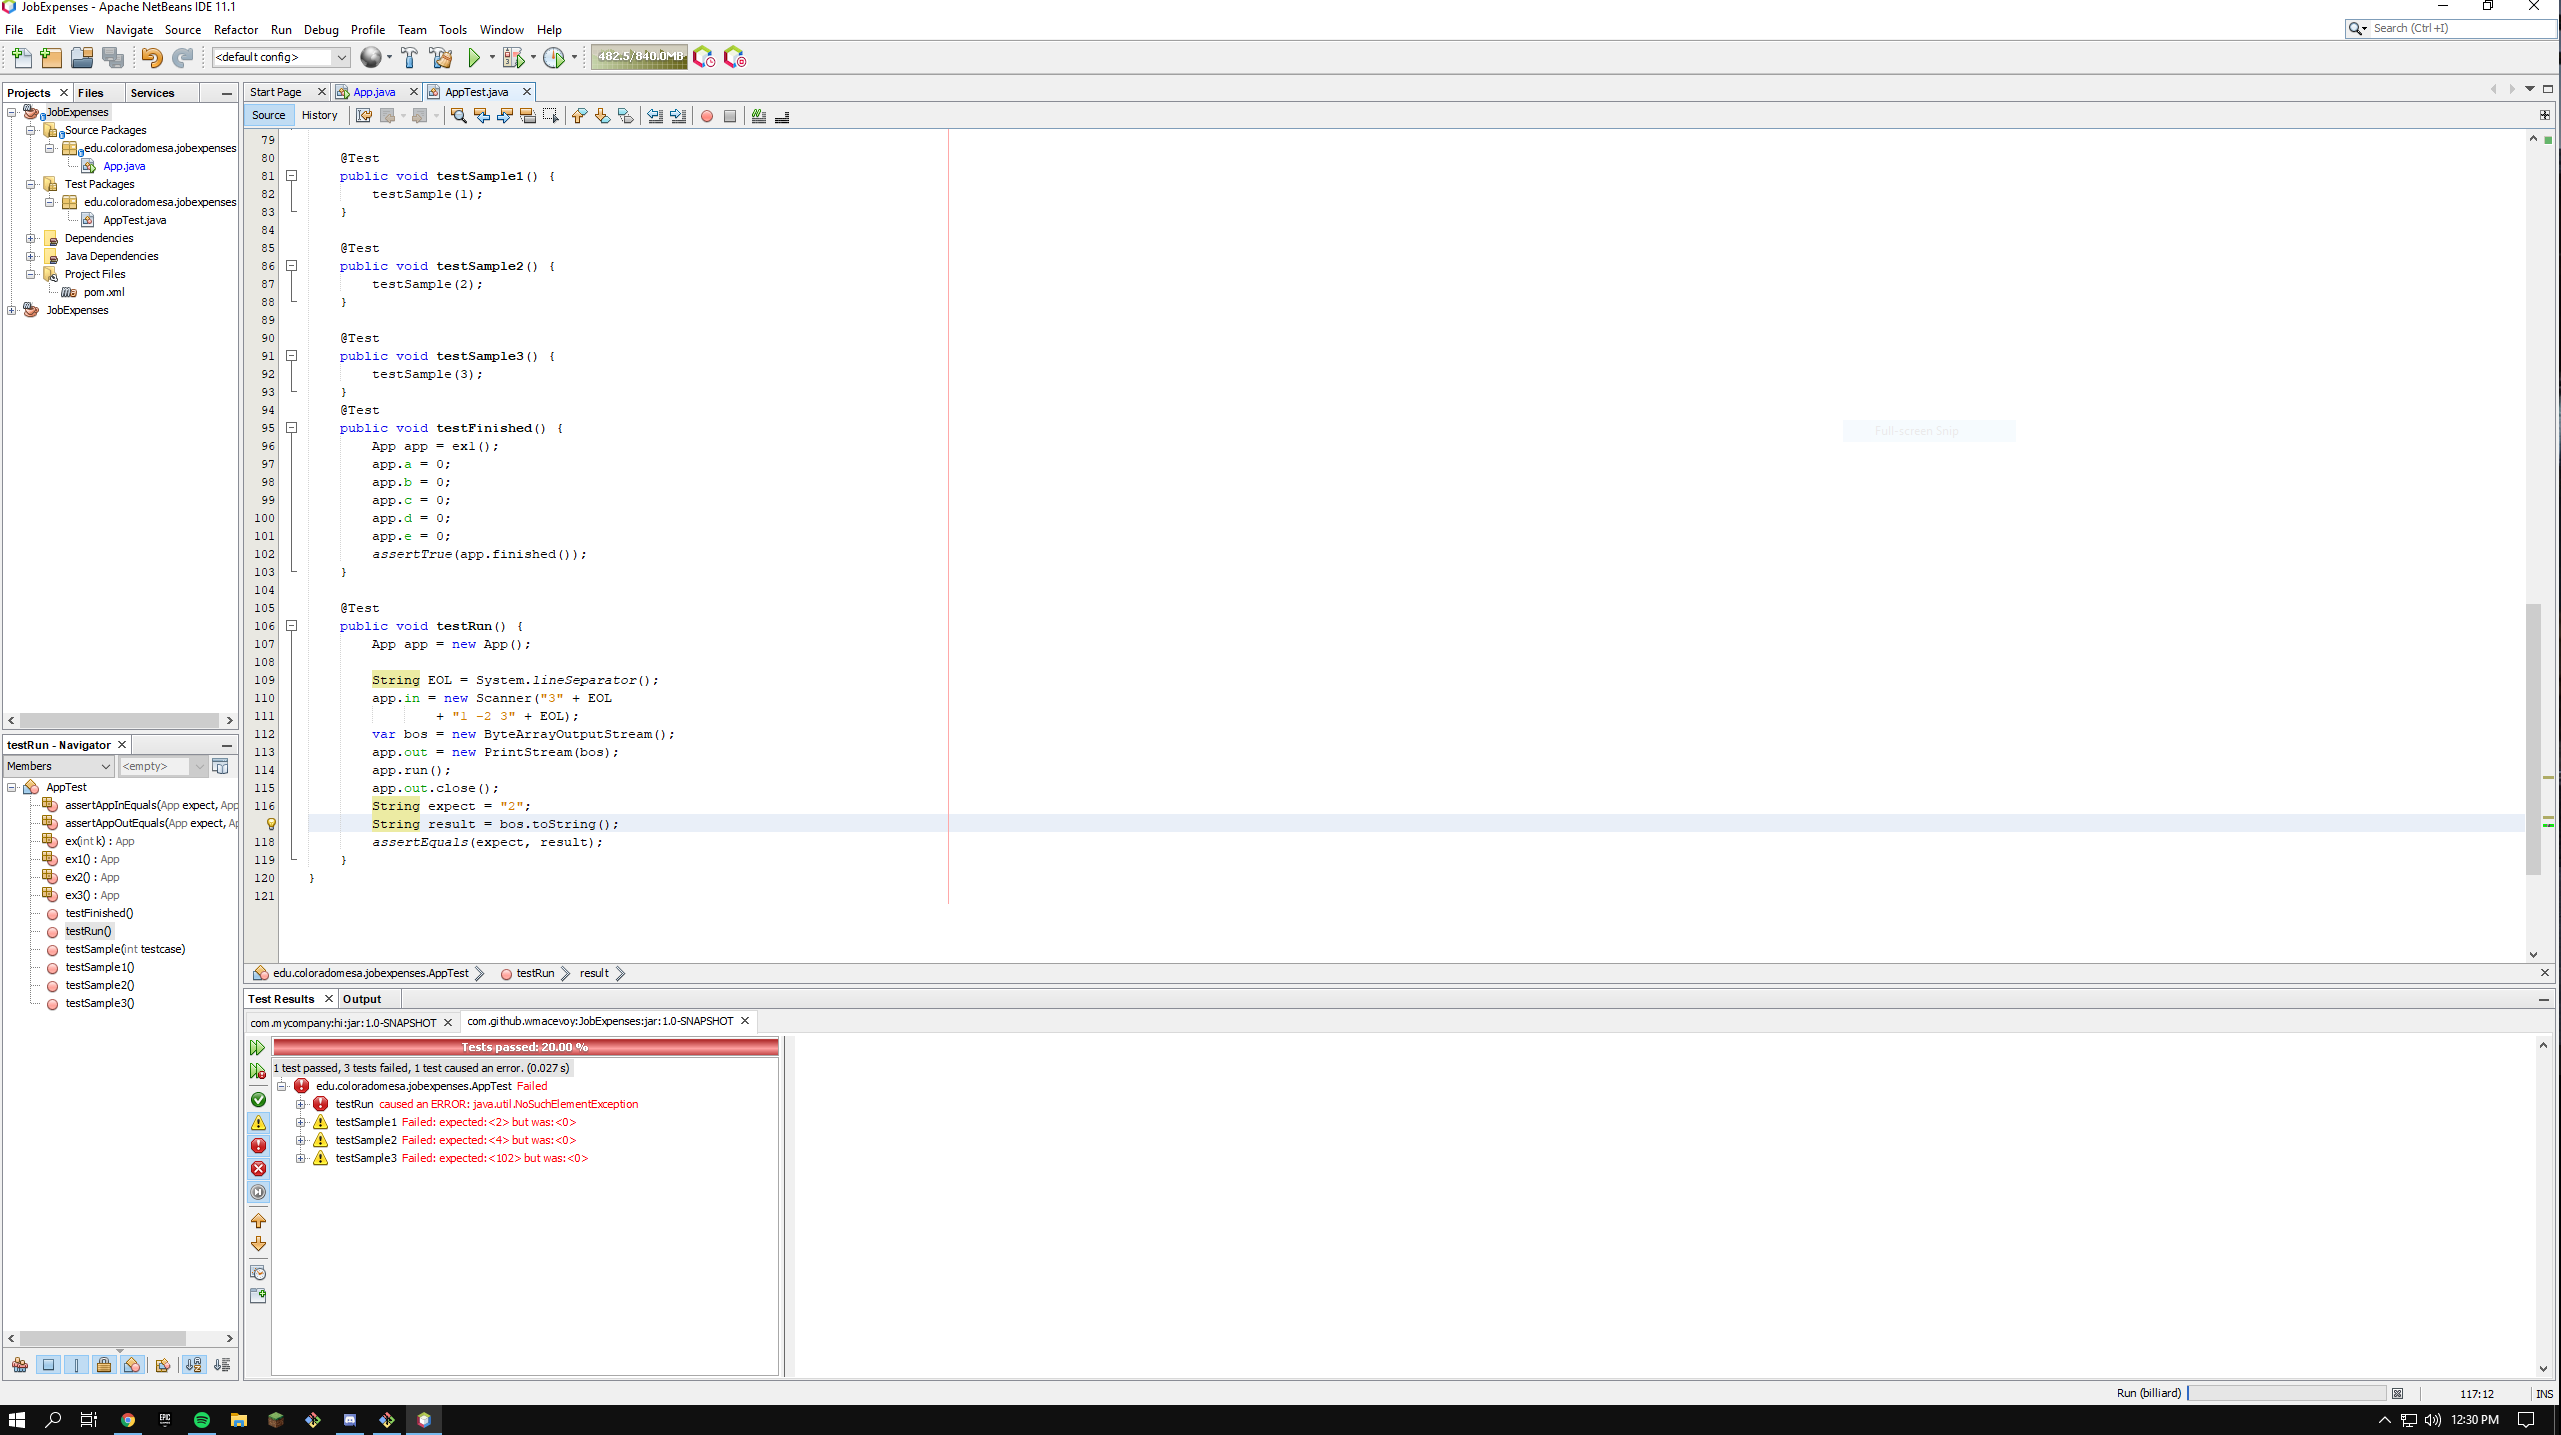 JobExpenses - Apache NetBeans IDE 11.1
File Edit View Navigate Source Refactor Run Debug Profile Team Tools Window Help
Search (Ctrl+I)
<default config>
482.5/840.0MB
Projects Files Services
JobExpenses
Source Packages
edu.coloradomesa.jobexpenses
App.java
Test Packages
edu.coloradomesa.jobexpenses
AppTest.java
Dependencies
Java Dependencies
Project Files
pom.xml
JobExpenses
Start Page App.java AppTest.java
Source History
79
80 @Test
81 public void testSample1() {
82 testSample(1);
83 }
84
85 @Test
86 public void testSample2() {
87 testSample(2);
88 }
89
90 @Test
91 public void testSample3() {
92 testSample(3);
93 }
94 @Test
95 public void testFinished() {
96 App app = ex1();
97 app.a = 0;
98 app.b = 0;
99 app.c = 0;
100 app.d = 0;
101 app.e = 0;
102 assertTrue(app.finished());
103 }
104
105 @Test
106 public void testRun() {
107 App app = new App();
108
109 String EOL = System.lineSeparator();
110 app.in = new Scanner("3" + EOL
111 + "1 -2 3" + EOL);
112 var bos = new ByteArrayOutputStream();
113 app.out = new PrintStream(bos);
114 app.run();
115 app.out.close();
116 String expect = "2";
String result = bos.toString();
118 assertEquals(expect, result);
119 }
120 }
121
Full-screen Snip
edu.coloradomesa.jobexpenses.AppTest testRun result
testRun - Navigator
Members <empty>
AppTest
assertAppInEquals(App expect, App
assertAppOutEquals(App expect, Ap
ex(int k) : App
ex1() : App
ex2() : App
ex3() : App
testFinished()
testRun()
testSample(int testcase)
testSample1()
testSample2()
testSample3()
Test Results Output
com.mycompany:hi:jar:1.0-SNAPSHOT com.github.wmacevoy:JobExpenses:jar:1.0-SNAPSHOT
Tests passed: 20.00 %
1 test passed, 3 tests failed, 1 test caused an error. (0.027 s)
edu.coloradomesa.jobexpenses.AppTest Failed
testRun caused an ERROR: java.util.NoSuchElementException
testSample1 Failed: expected:<2> but was:<0>
testSample2 Failed: expected:<4> but was:<0>
testSample3 Failed: expected:<102> but was:<0>
Run (billiard) 117:12 INS
EPIC
12:30 PM